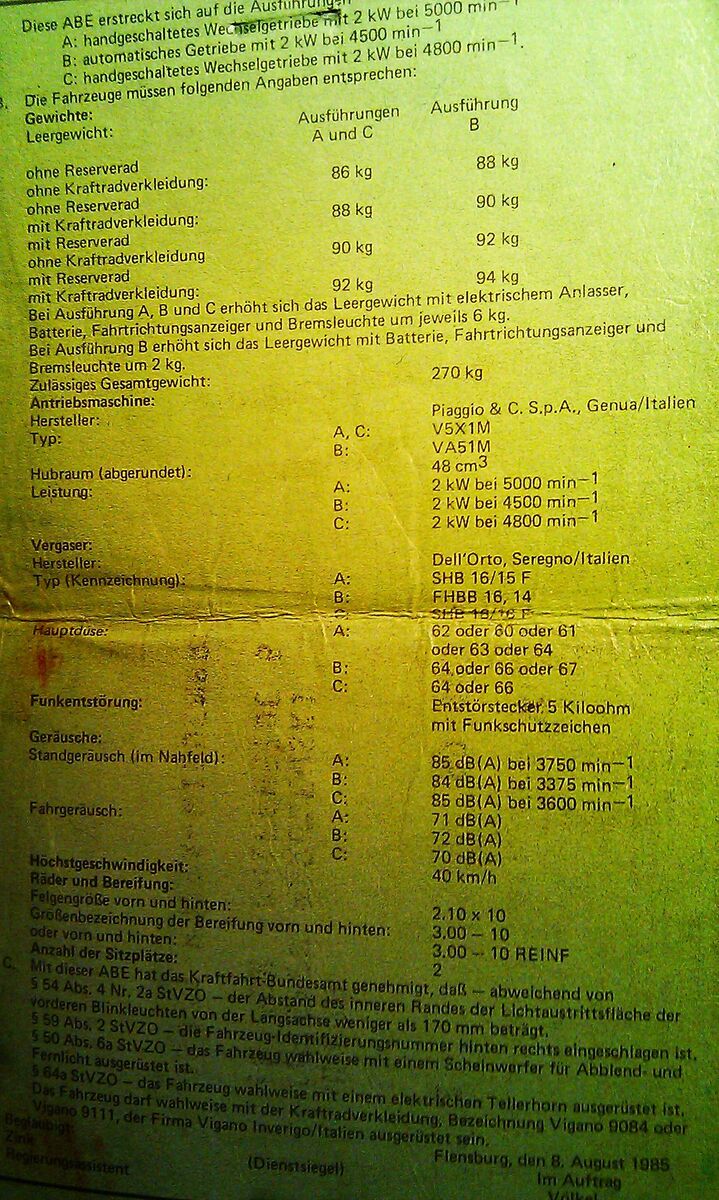 Diese ABE erstreckt sich auf die Ausführungen
A: handgeschaltetes Wechselgetriebe mit 2 kW bei 5000 min—1
B: automatisches Getriebe mit 2 kW bei 4500 min—1
C: handgeschaltetes Wechselgetriebe mit 2 kW bei 4800 min—1.
B. Die Fahrzeuge müssen folgenden Angaben entsprechen:
Gewichte: Ausführungen Ausführung
Leergewicht: A und C B
ohne Reserverad
ohne Kraftradverkleidung: 86 kg 88 kg
ohne Reserverad
mit Kraftradverkleidung: 88 kg 90 kg
mit Reserverad
ohne Kraftradverkleidung 90 kg 92 kg
mit Reserverad
mit Kraftradverkleidung: 92 kg 94 kg
Bei Ausführung A, B und C erhöht sich das Leergewicht mit elektrischem Anlasser,
Batterie, Fahrtrichtungsanzeiger und Bremsleuchte um jeweils 6 kg.
Bei Ausführung B erhöht sich das Leergewicht mit Batterie, Fahrtrichtungsanzeiger und
Bremsleuchte um 2 kg.
Zulässiges Gesamtgewicht: 270 kg
Antriebsmaschine:
Hersteller: Piaggio & C. S.p.A., Genua/Italien
Typ: A, C: V5X1M
B: VA51M
Hubraum (abgerundet): 48 cm3
Leistung: A: 2 kW bei 5000 min—1
B: 2 kW bei 4500 min—1
C: 2 kW bei 4800 min—1
Vergaser:
Hersteller: Dell'Orto, Seregno/Italien
Typ (Kennzeichnung): A: SHB 16/15 F
B: FHBB 16, 14
C: SHB 16/16 F
Hauptdüse: A: 62 oder 60 oder 61
oder 63 oder 64
B: 64 oder 66 oder 67
C: 64 oder 66
Funkentstörung: Entstörstecker 5 Kiloohm
mit Funkschutzzeichen
Geräusche:
Standgeräusch (im Nahfeld): A: 85 dB(A) bei 3750 min—1
B: 84 dB(A) bei 3375 min—1
C: 85 dB(A) bei 3600 min—1
Fahrgeräusch: A: 71 dB(A)
B: 72 dB(A)
C: 70 dB(A)
Höchstgeschwindigkeit: 40 km/h
Räder und Bereifung:
Felgengröße vorn und hinten: 2.10 x 10
Größenbezeichnung der Bereifung vorn und hinten: 3.00 — 10
oder vorn und hinten: 3.00 — 10 REINF
Anzahl der Sitzplätze: 2
C. Mit dieser ABE hat das Kraftfahrt-Bundesamt genehmigt, daß — abweichend von
§ 54 Abs. 4 Nr. 2a StVZO — der Abstand des inneren Randes der Lichtaustrittsfläche der
vorderen Blinkleuchten von der Längsachse weniger als 170 mm beträgt.
§ 59 Abs. 2 StVZO — die Fahrzeug-Identifizierungsnummer hinten rechts eingeschlagen ist.
§ 50 Abs. 6a StVZO — das Fahrzeug wahlweise mit einem Scheinwerfer für Abblend- und
Fernlicht ausgerüstet ist.
§ 64a StVZO — das Fahrzeug wahlweise mit einem elektrischen Tellerhorn ausgerüstet ist.
Das Fahrzeug darf wahlweise mit der Kraftradverkleidung, Bezeichnung Vigano 9084 oder
Vigano 9111, der Firma Vigano Inverigo/Italien ausgerüstet sein.
Beglaubigt: Flensburg, den 8. August 1985
Zink Im Auftrag
Regierungsassistent (Dienstsiegel) Völkel